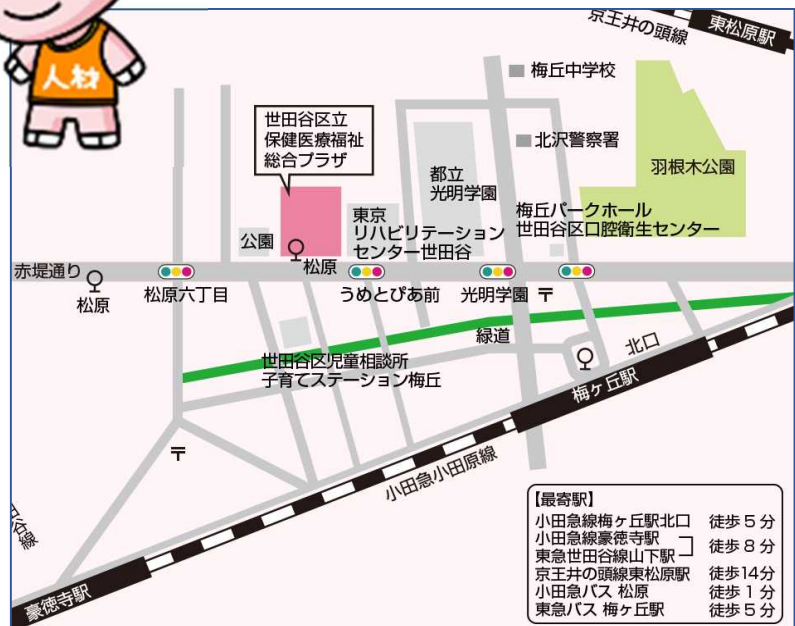 人材
京王井の頭線
東松原駅
梅丘中学校
世田谷区立
保健医療福祉
総合プラザ
北沢警察署
都立
光明学園
羽根木公園
公園
松原
東京
リハビリテーション
センター世田谷
梅丘パークホール
世田谷区口腔衛生センター
赤堤通り
松原
松原六丁目
うめとぴあ前
光明学園
〒
緑道
世田谷区児童相談所
子育てステーション梅丘
北口
梅ヶ丘駅
〒
小田急小田原線
田谷線
豪徳寺駅
【最寄駅】
小田急線梅ヶ丘駅北口 徒歩5分
小田急線豪徳寺駅
東急世田谷線山下駅 徒歩8分
京王井の頭線東松原駅 徒歩14分
小田急バス 松原 徒歩1分
東急バス 梅ヶ丘駅 徒歩5分